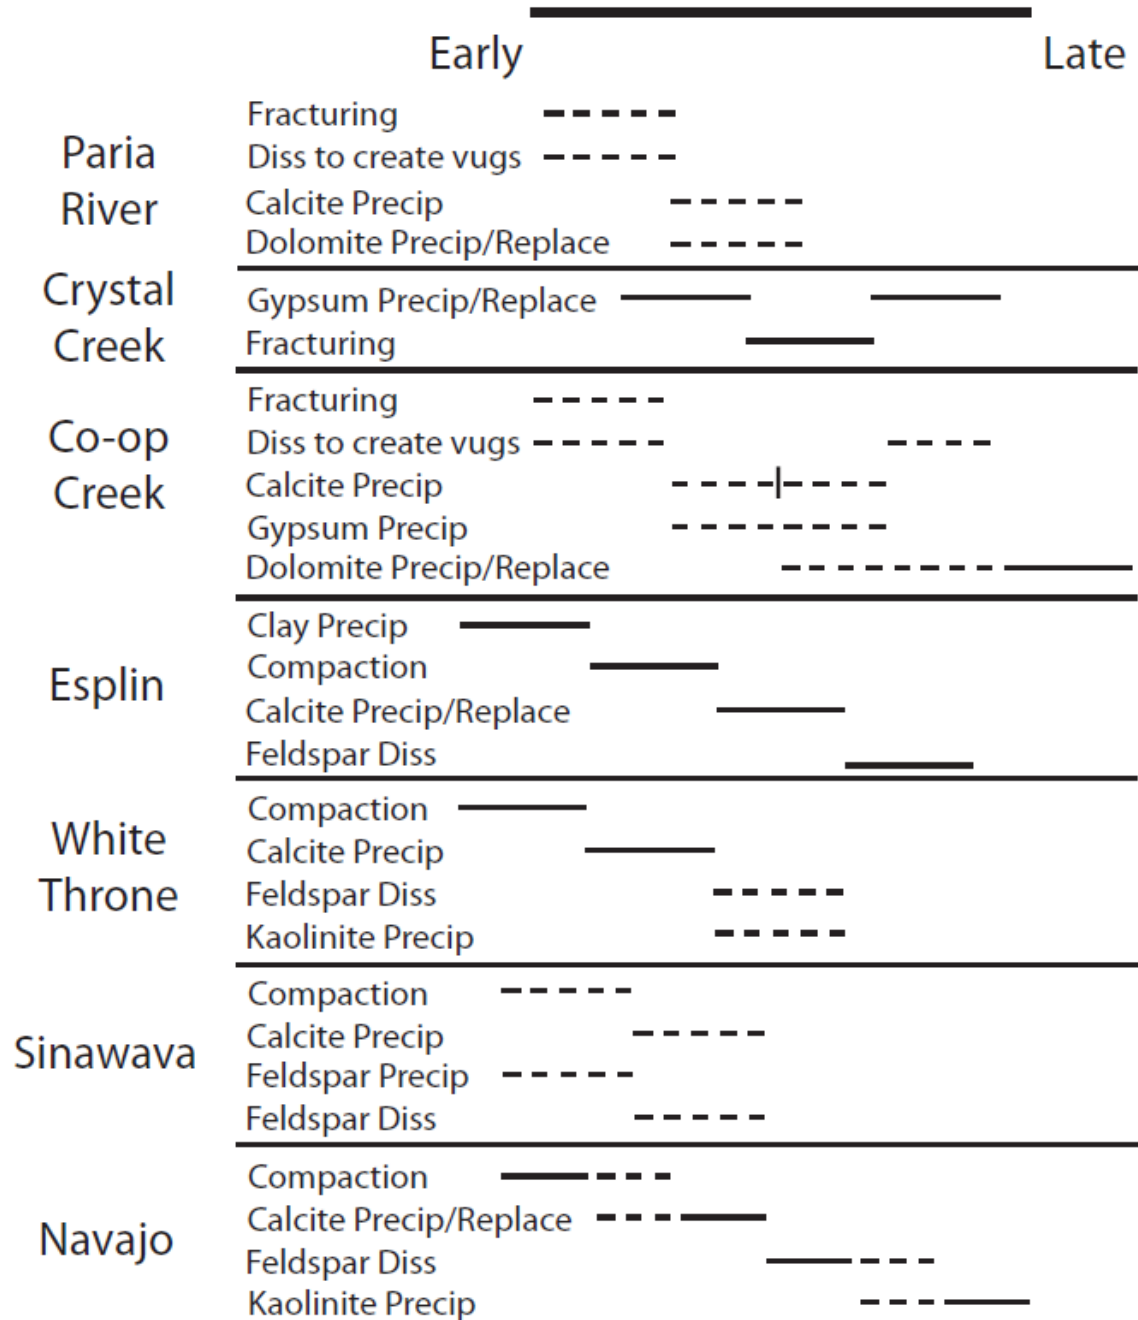 Early Late
Fracturing
Paria
Diss to create vugs
River
Calcite Precip
Dolomite Precip/Replace
Crystal
Gypsum Precip/Replace
Creek
Fracturing
Fracturing
Co-op
Diss to create vugs
Creek
Calcite Precip
Gypsum Precip
Dolomite Precip/Replace
Clay Precip
Compaction
Esplin
Calcite Precip/Replace
Feldspar Diss
Compaction
White
Calcite Precip
Throne
Feldspar Diss
Kaolinite Precip
Compaction
Calcite Precip
Sinawava
Feldspar Precip
Feldspar Diss
Compaction
Calcite Precip/Replace
Navajo
Feldspar Diss
Kaolinite Precip